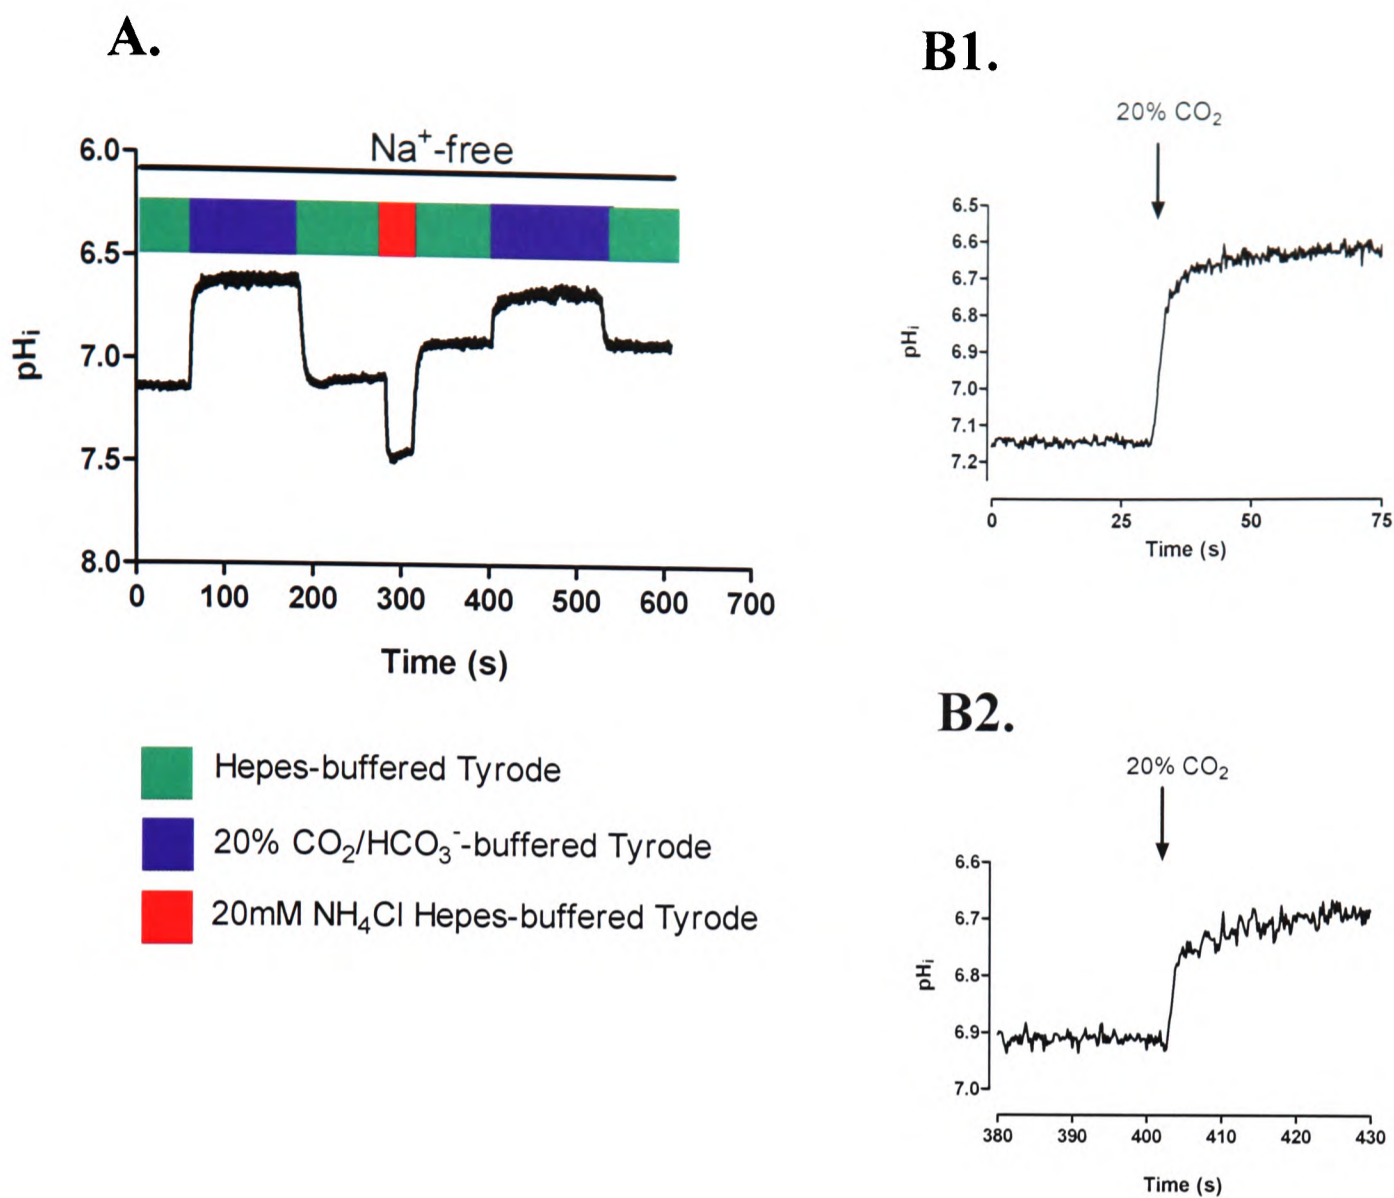 A.
Na⁺-free
6.0
6.5
7.0
7.5
8.0
pHᵢ
0 100 200 300 400 500 600 700
Time (s)
Hepes-buffered Tyrode
20% CO₂/HCO₃⁻-buffered Tyrode
20mM NH₄Cl Hepes-buffered Tyrode
B1.
20% CO₂
6.5
6.6
6.7
6.8
6.9
7.0
7.1
7.2
pHᵢ
0 25 50 75
Time (s)
B2.
20% CO₂
6.6
6.7
6.8
6.9
7.0
pHᵢ
380 390 400 410 420 430
Time (s)